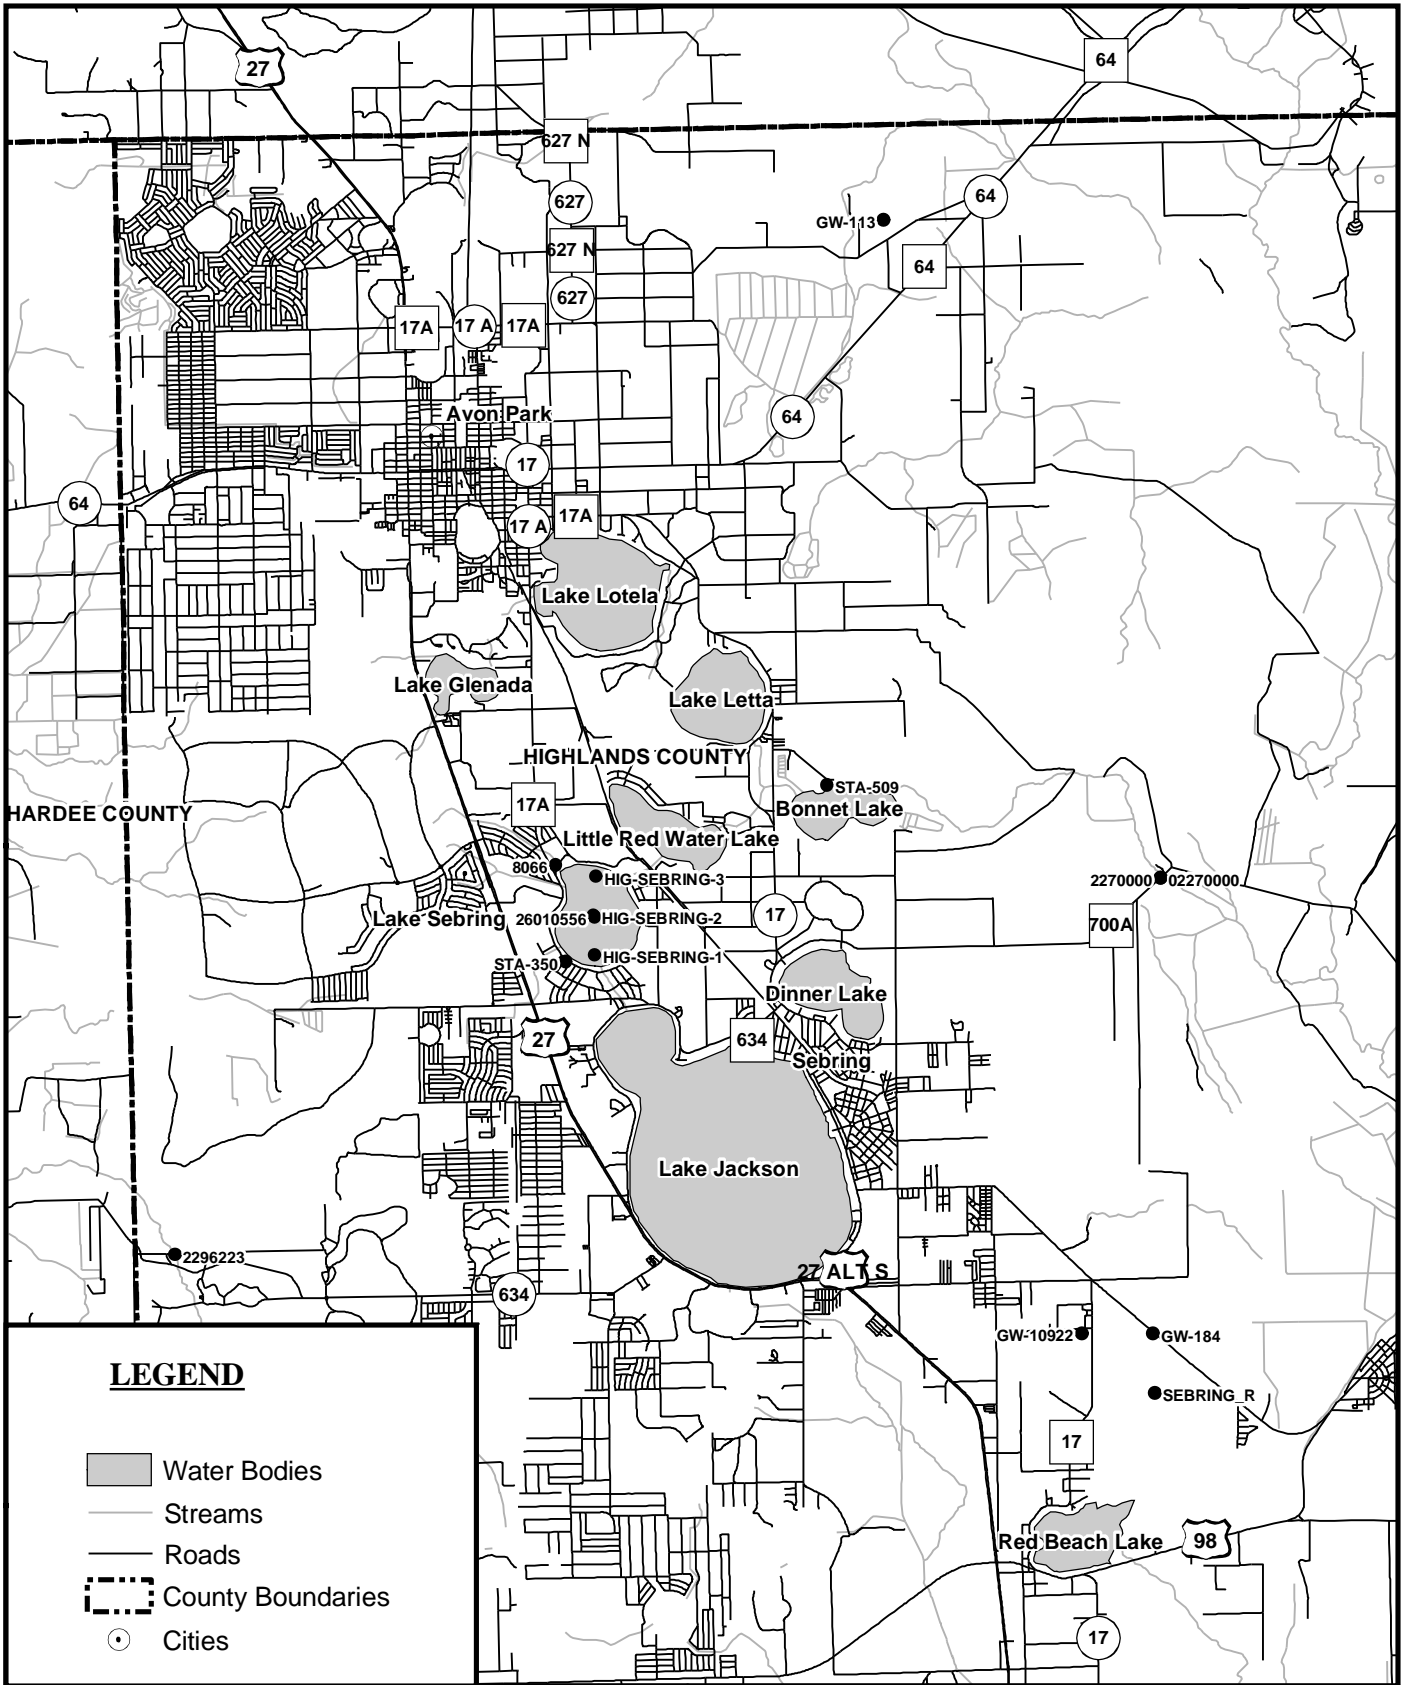 27
64
627 N
627
64
GW-113
627 N
64
627
17A
17 A
17A
Avon Park
64
17
64
17A
17 A
Lake Lotela
Lake Glenada
Lake Letta
HIGHLANDS COUNTY
STA-509
17A
Bonnet Lake
HARDEE COUNTY
Little Red Water Lake
8066
HIG-SEBRING-3
2270000
02270000
Lake Sebring
26010556
HIG-SEBRING-2
17
700A
STA-350
HIG-SEBRING-1
Dinner Lake
27
634
Sebring
Lake Jackson
2296223
27 ALT S
634
GW-10922
GW-184
SEBRING_R
17
Red Beach Lake
98
17
LEGEND
Water Bodies
Streams
Roads
County Boundaries
Cities